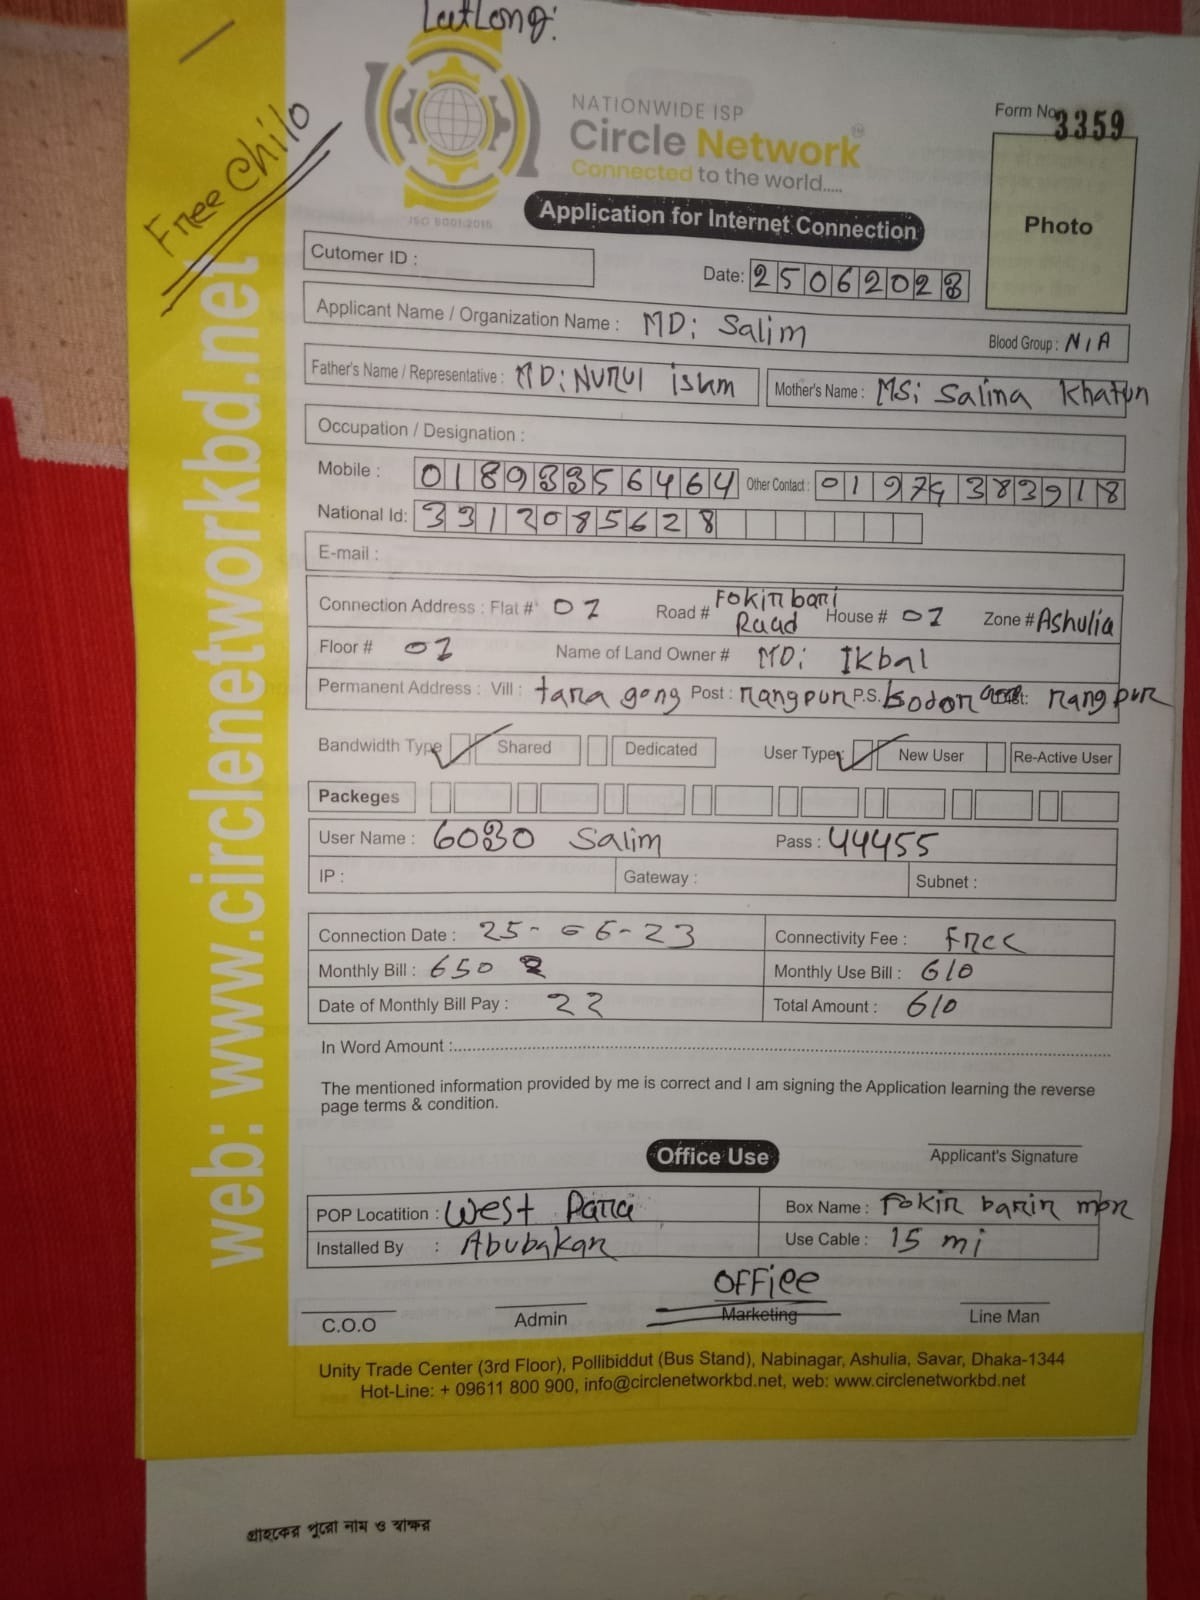 LatLong:
Free Chilo
NATIONWIDE ISP
Circle Network
Connected to the world.....
ISO 9001:2015
Form No. 3359
Photo
Application for Internet Connection
Cutomer ID :
Date: 25062023
Applicant Name / Organization Name : MD: Salim Blood Group : N/A
Father's Name / Representative : MD: NURUl islam Mother's Name : MS: Salina Khatun
Occupation / Designation :
Mobile : 01893356464 Other Contact : 01974383918
National Id: 3312085628
E-mail :
Connection Address : Flat # 01 Road # Fokir bari Road House # 01 Zone # Ashulia
Floor # 01 Name of Land Owner # MD: Ikbal
Permanent Address : Vill : tara gong Post : rangpur P.S. sodor Dist: rangpur
Bandwidth Type Shared Dedicated User Type: New User Re-Active User
Packeges
User Name : 6030 Salim Pass : 44455
IP : Gateway : Subnet :
Connection Date : 25-06-23 Connectivity Fee : Free
Monthly Bill : 650 Monthly Use Bill : 610
Date of Monthly Bill Pay : 22 Total Amount : 610
In Word Amount :
The mentioned information provided by me is correct and I am signing the Application learning the reverse
page terms & condition.
Office Use
Applicant's Signature
POP Locatition : West Para Box Name : Fokir barir mor
Installed By : Abubakar Use Cable : 15 mi
OFFice
C.O.O Admin Marketing Line Man
Unity Trade Center (3rd Floor), Pollibiddut (Bus Stand), Nabinagar, Ashulia, Savar, Dhaka-1344
Hot-Line: + 09611 800 900, info@circlenetworkbd.net, web: www.circlenetworkbd.net
web: www.circlenetworkbd.net
গ্রাহকের পুরো নাম ও স্বাক্ষর